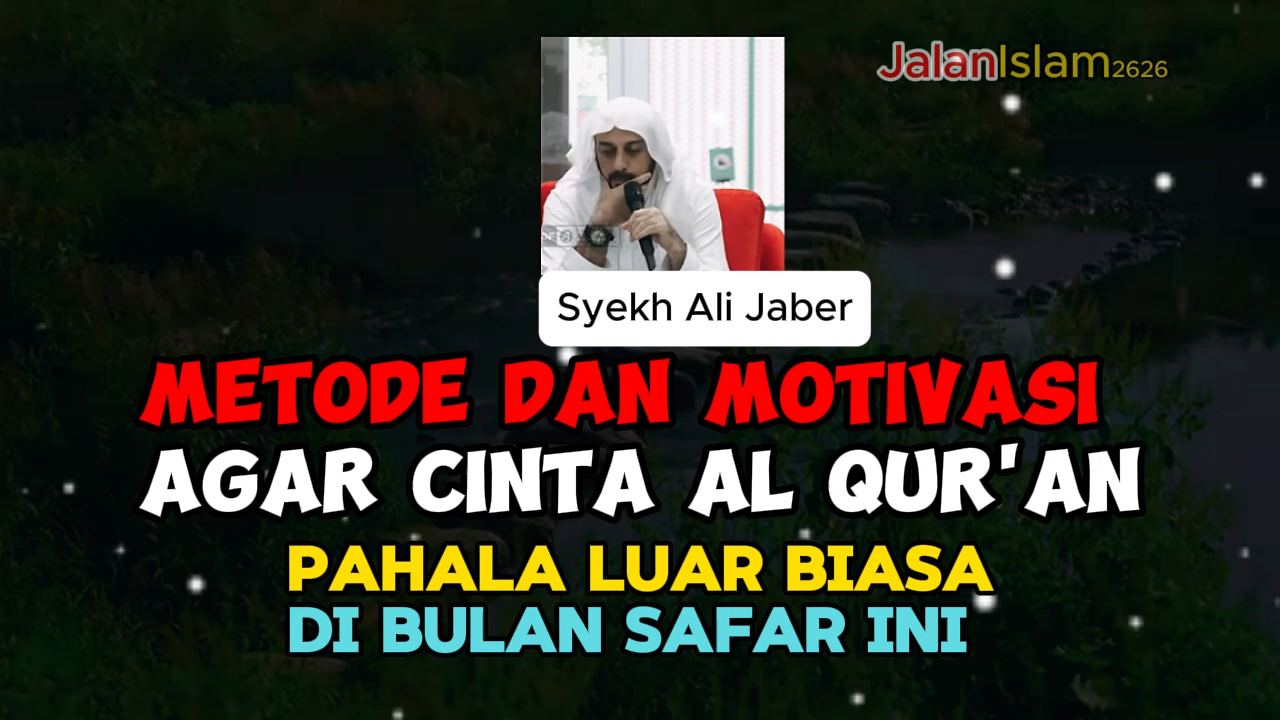 JalanIslam2626
Syekh Ali Jaber
METODE DAN MOTIVASI
AGAR CINTA AL QUR'AN
PAHALA LUAR BIASA
DI BULAN SAFAR INI